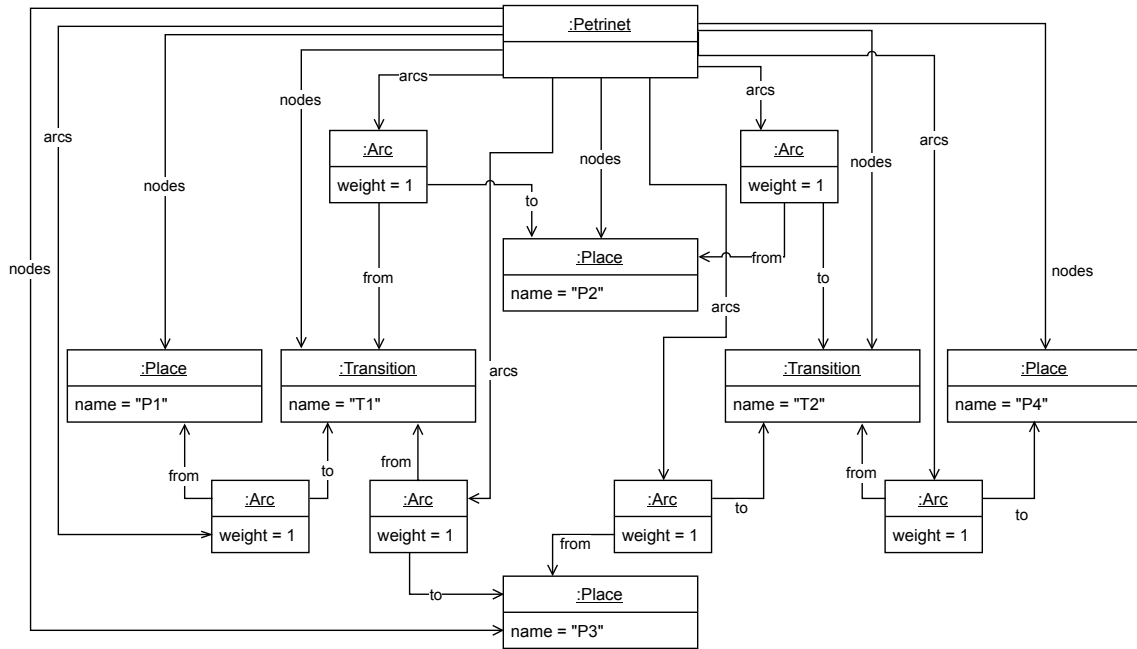 :Petrinet
arcs
arcs
nodes
arcs
:Arc
weight = 1
:Arc
weight = 1
arcs
nodes
nodes
nodes
to
from
from
to
nodes
nodes
:Place
name = "P2"
arcs
:Place
name = "P1"
:Transition
name = "T1"
arcs
:Transition
name = "T2"
:Place
name = "P4"
from
to
from
from
to
to
:Arc
weight = 1
:Arc
weight = 1
:Arc
weight = 1
:Arc
weight = 1
from
to
:Place
name = "P3"